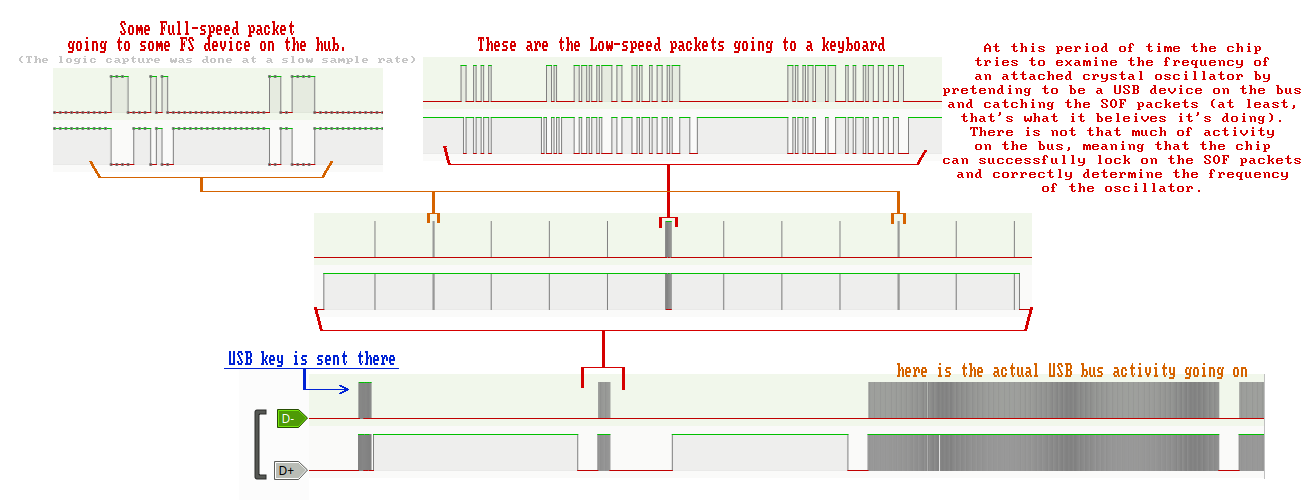 Some Full-speed packet
going to some FS device on the hub.
(The logic capture was done at a slow sample rate)
These are the Low-speed packets going to a keyboard
At this period of time the chip
tries to examine the frequency of
an attached crystal oscillator by
pretending to be a USB device on the bus
and catching the SOF packets (at least,
that's what it beleives it's doing).
There is not that much of activity
on the bus, meaning that the chip
can successfully lock on the SOF packets
and correctly determine the frequency
of the oscillator.
USB key is sent there
here is the actual USB bus activity going on
D-
D+